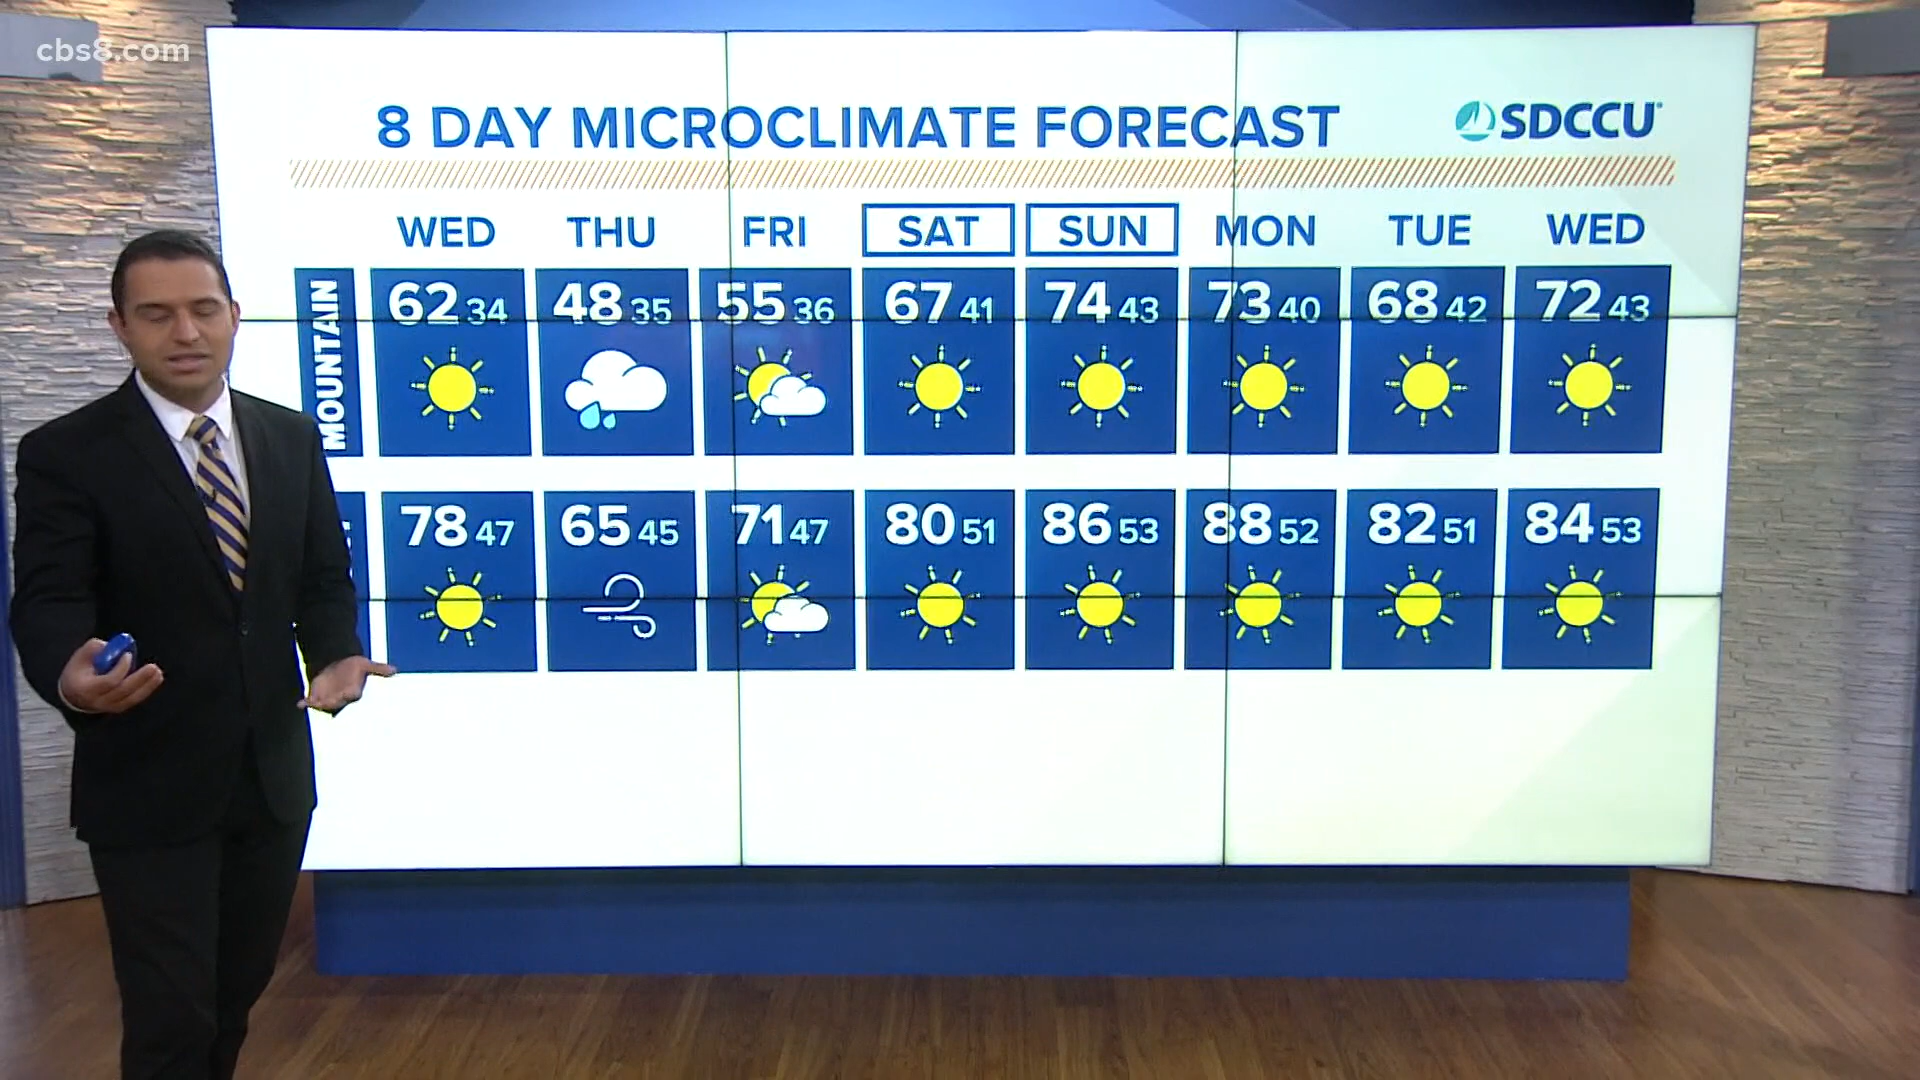 cbs8.com
8 DAY MICROCLIMATE FORECAST
SDCCU
WED THU FRI SAT SUN MON TUE WED
MOUNTAIN
62 34 48 35 55 36 67 41 74 43 73 40 68 42 72 43
78 47 65 45 71 47 80 51 86 53 88 52 82 51 84 53